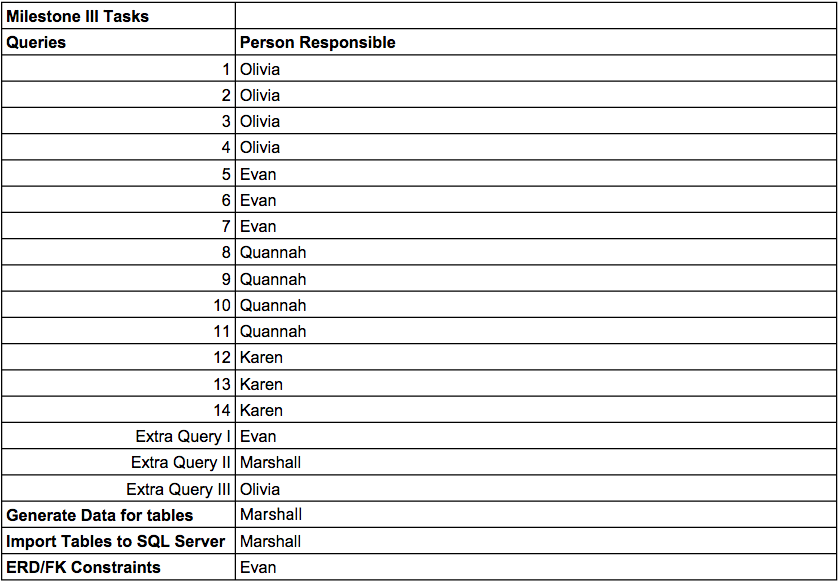 Milestone III Tasks
Queries Person Responsible
1 Olivia
2 Olivia
3 Olivia
4 Olivia
5 Evan
6 Evan
7 Evan
8 Quannah
9 Quannah
10 Quannah
11 Quannah
12 Karen
13 Karen
14 Karen
Extra Query I Evan
Extra Query II Marshall
Extra Query III Olivia
Generate Data for tables Marshall
Import Tables to SQL Server Marshall
ERD/FK Constraints Evan